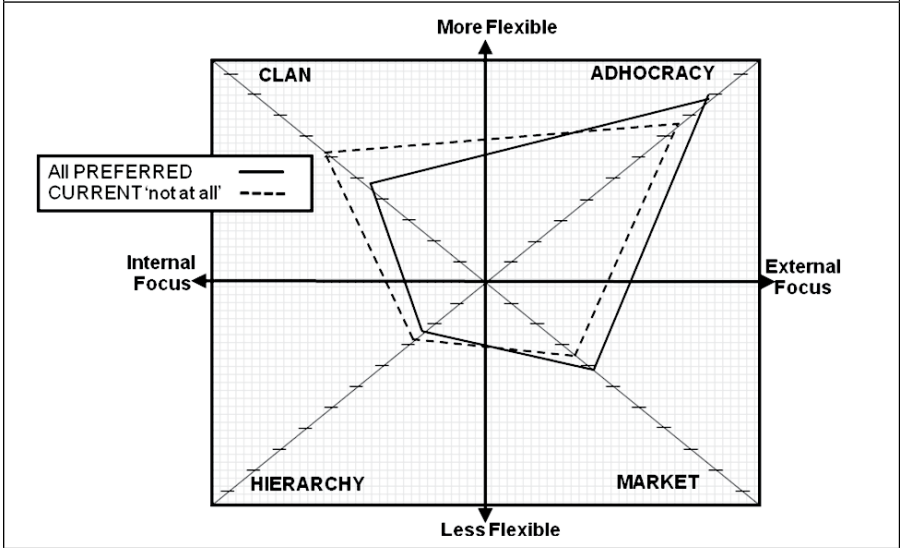 More Flexible
CLAN
ADHOCRACY
All PREFERRED
CURRENT 'not at all'
Internal
Focus
External
Focus
HIERARCHY
MARKET
Less Flexible